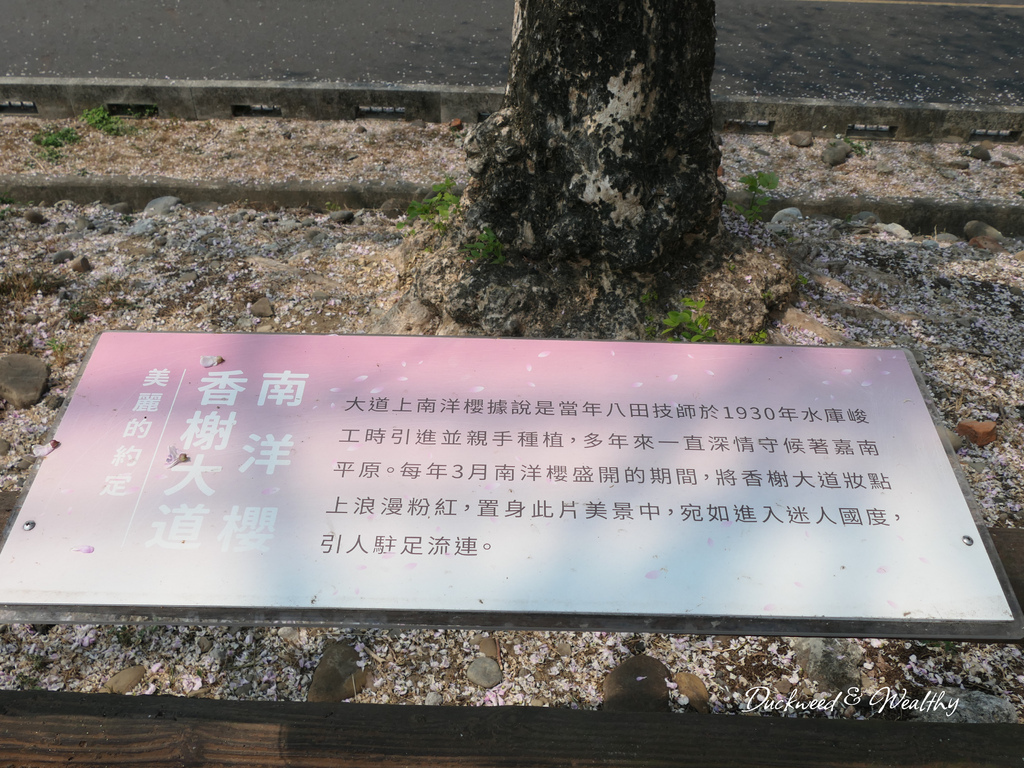 南洋櫻
香榭大道
美麗的約定
大道上南洋櫻據說是當年八田技師於1930年水庫峻
工時引進並親手種植，多年來一直深情守候著嘉南
平原。每年3月南洋櫻盛開的期間，將香榭大道妝點
上浪漫粉紅，置身此片美景中，宛如進入迷人國度，
引人駐足流連。
Duckweed & Wealthy